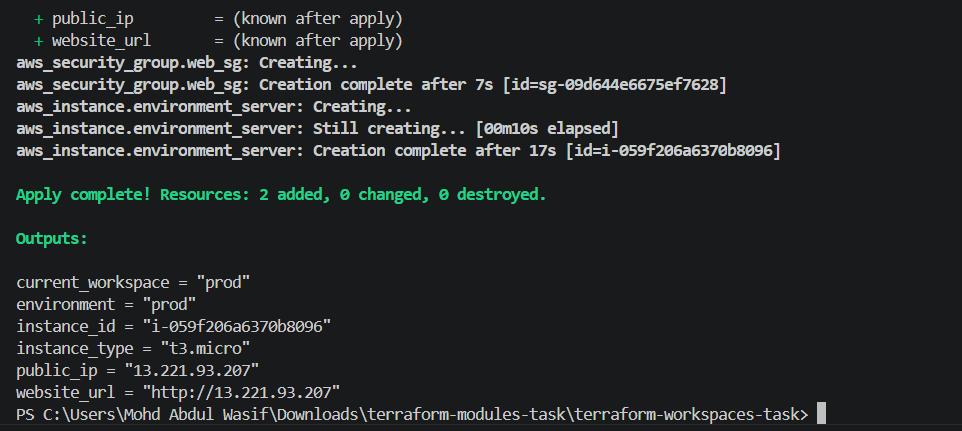 + public_ip          = (known after apply)
+ website_url        = (known after apply)
aws_security_group.web_sg: Creating...
aws_security_group.web_sg: Creation complete after 7s [id=sg-09d644e6675ef7628]
aws_instance.environment_server: Creating...
aws_instance.environment_server: Still creating... [00m10s elapsed]
aws_instance.environment_server: Creation complete after 17s [id=i-059f206a6370b8096]
Apply complete! Resources: 2 added, 0 changed, 0 destroyed.
Outputs:
current_workspace = "prod"
environment = "prod"
instance_id = "i-059f206a6370b8096"
instance_type = "t3.micro"
public_ip = "13.221.93.207"
website_url = "http://13.221.93.207"
PS C:\Users\Mohd Abdul Wasif\Downloads\terraform-modules-task\terraform-workspaces-task>